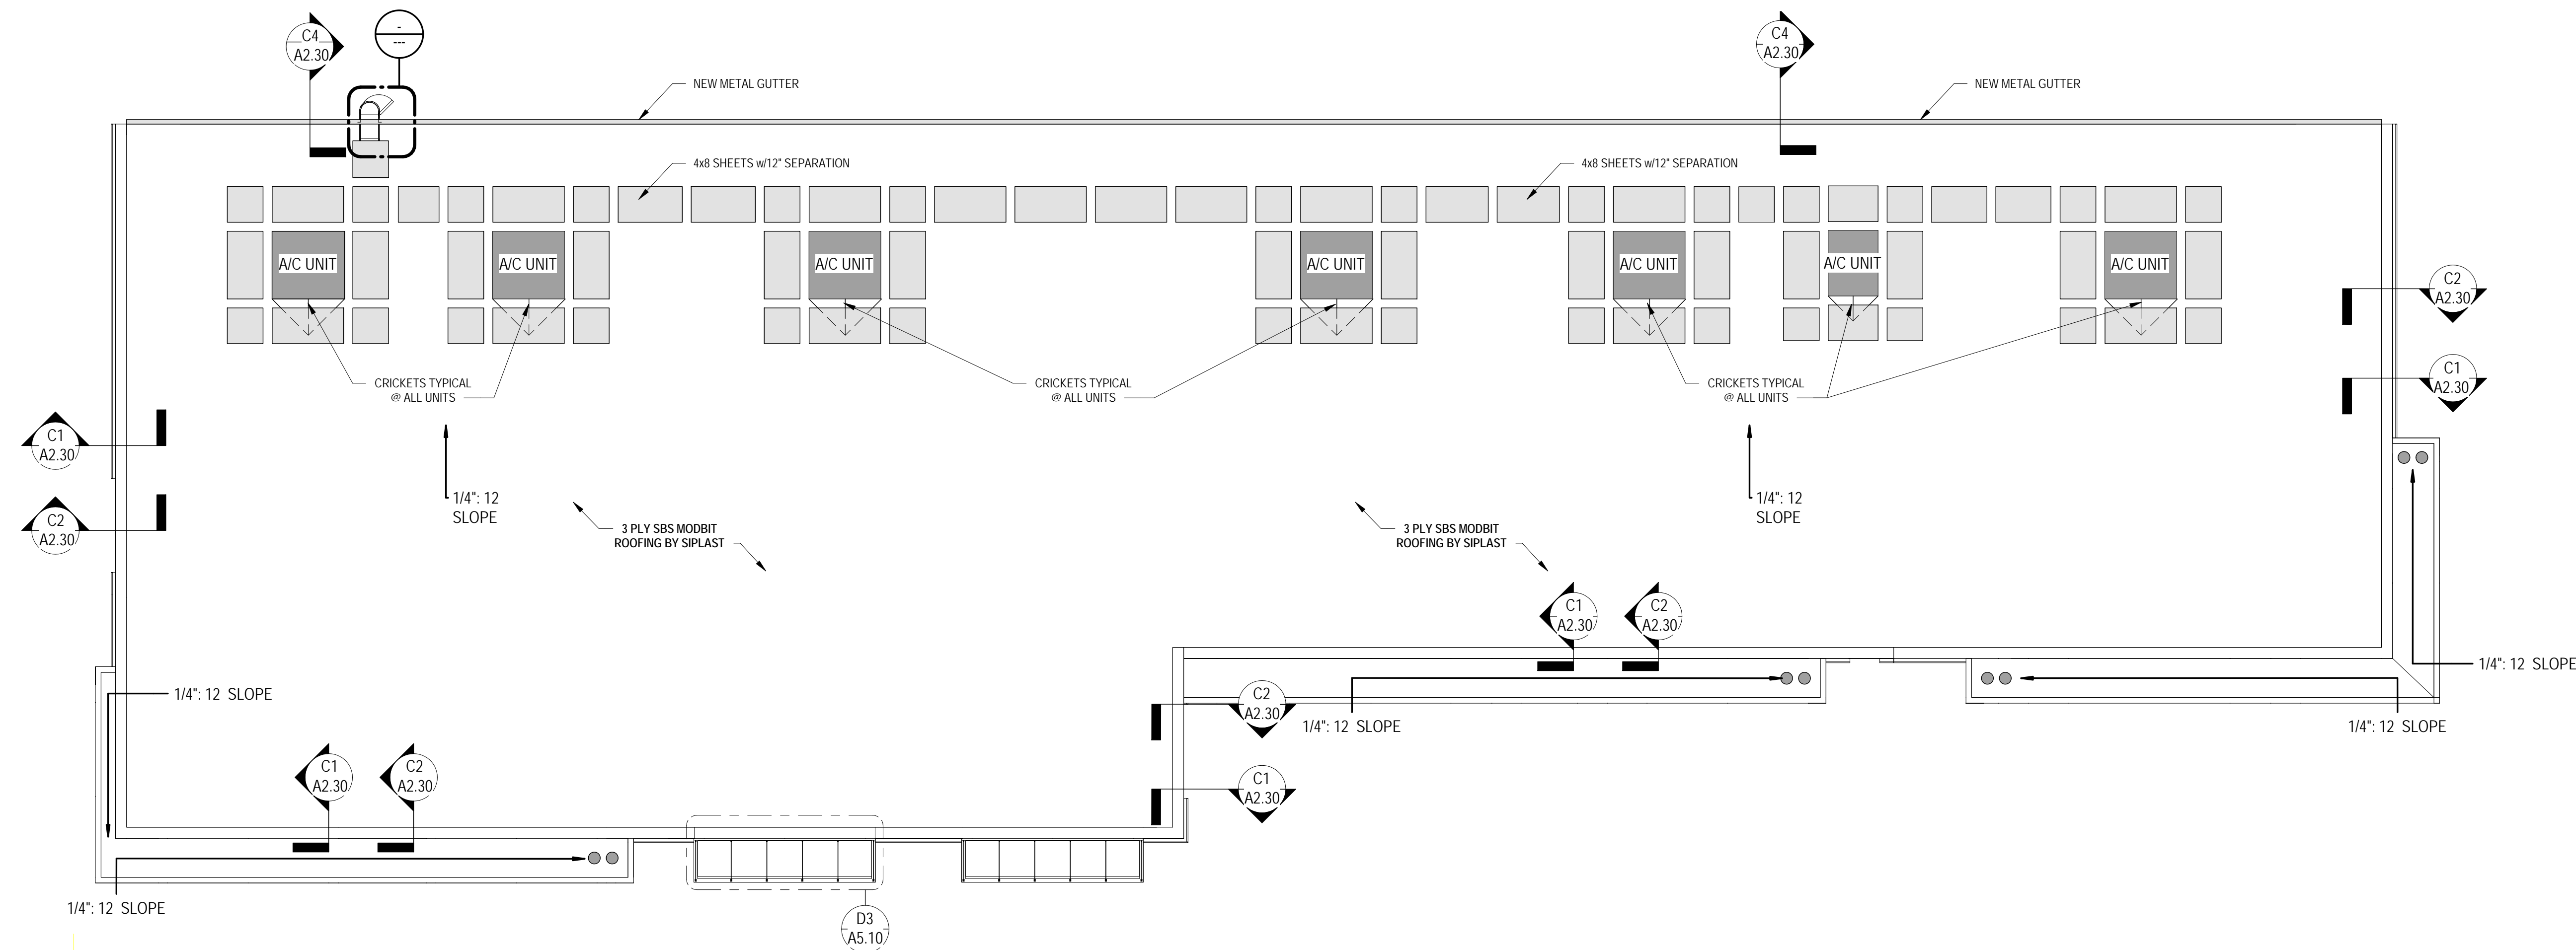 C4
A2.30
-
---
C4
A2.30
NEW METAL GUTTER
NEW METAL GUTTER
4x8 SHEETS w/12" SEPARATION
4x8 SHEETS w/12" SEPARATION
A/C UNIT
A/C UNIT
A/C UNIT
A/C UNIT
A/C UNIT
A/C UNIT
A/C UNIT
C2
A2.30
C1
A2.30
CRICKETS TYPICAL
@ ALL UNITS
CRICKETS TYPICAL
@ ALL UNITS
CRICKETS TYPICAL
@ ALL UNITS
C1
A2.30
C2
A2.30
1/4": 12
SLOPE
1/4": 12
SLOPE
3 PLY SBS MODBIT
ROOFING BY SIPLAST
3 PLY SBS MODBIT
ROOFING BY SIPLAST
C1
A2.30
C2
A2.30
1/4": 12 SLOPE
1/4": 12 SLOPE
C2
A2.30
1/4": 12 SLOPE
1/4": 12 SLOPE
C1
A2.30
C2
A2.30
C1
A2.30
1/4": 12 SLOPE
D3
A5.10